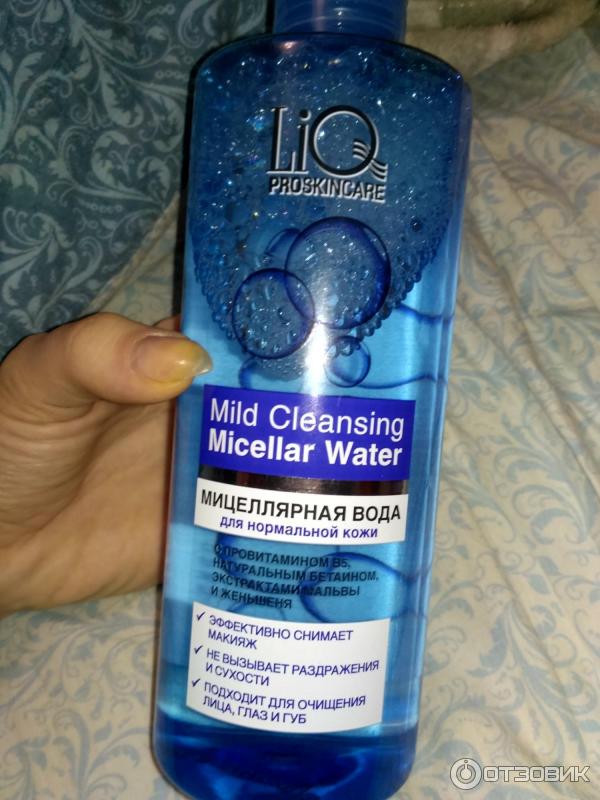 LiQ
PROSKINCARE
Mild Cleansing
Micellar Water
МИЦЕЛЛЯРНАЯ ВОДА
для нормальной кожи
С ПРОВИТАМИНОМ B5,
НАТУРАЛЬНЫМ БЕТАИНОМ,
ЭКСТРАКТАМИ МАЛЬВЫ
И ЖЕНЬШЕНЯ
✓ ЭФФЕКТИВНО СНИМАЕТ
МАКИЯЖ
✓ НЕ ВЫЗЫВАЕТ РАЗДРАЖЕНИЯ
И СУХОСТИ
✓ ПОДХОДИТ ДЛЯ ОЧИЩЕНИЯ
ЛИЦА, ГЛАЗ И ГУБ
ОТЗОВИК